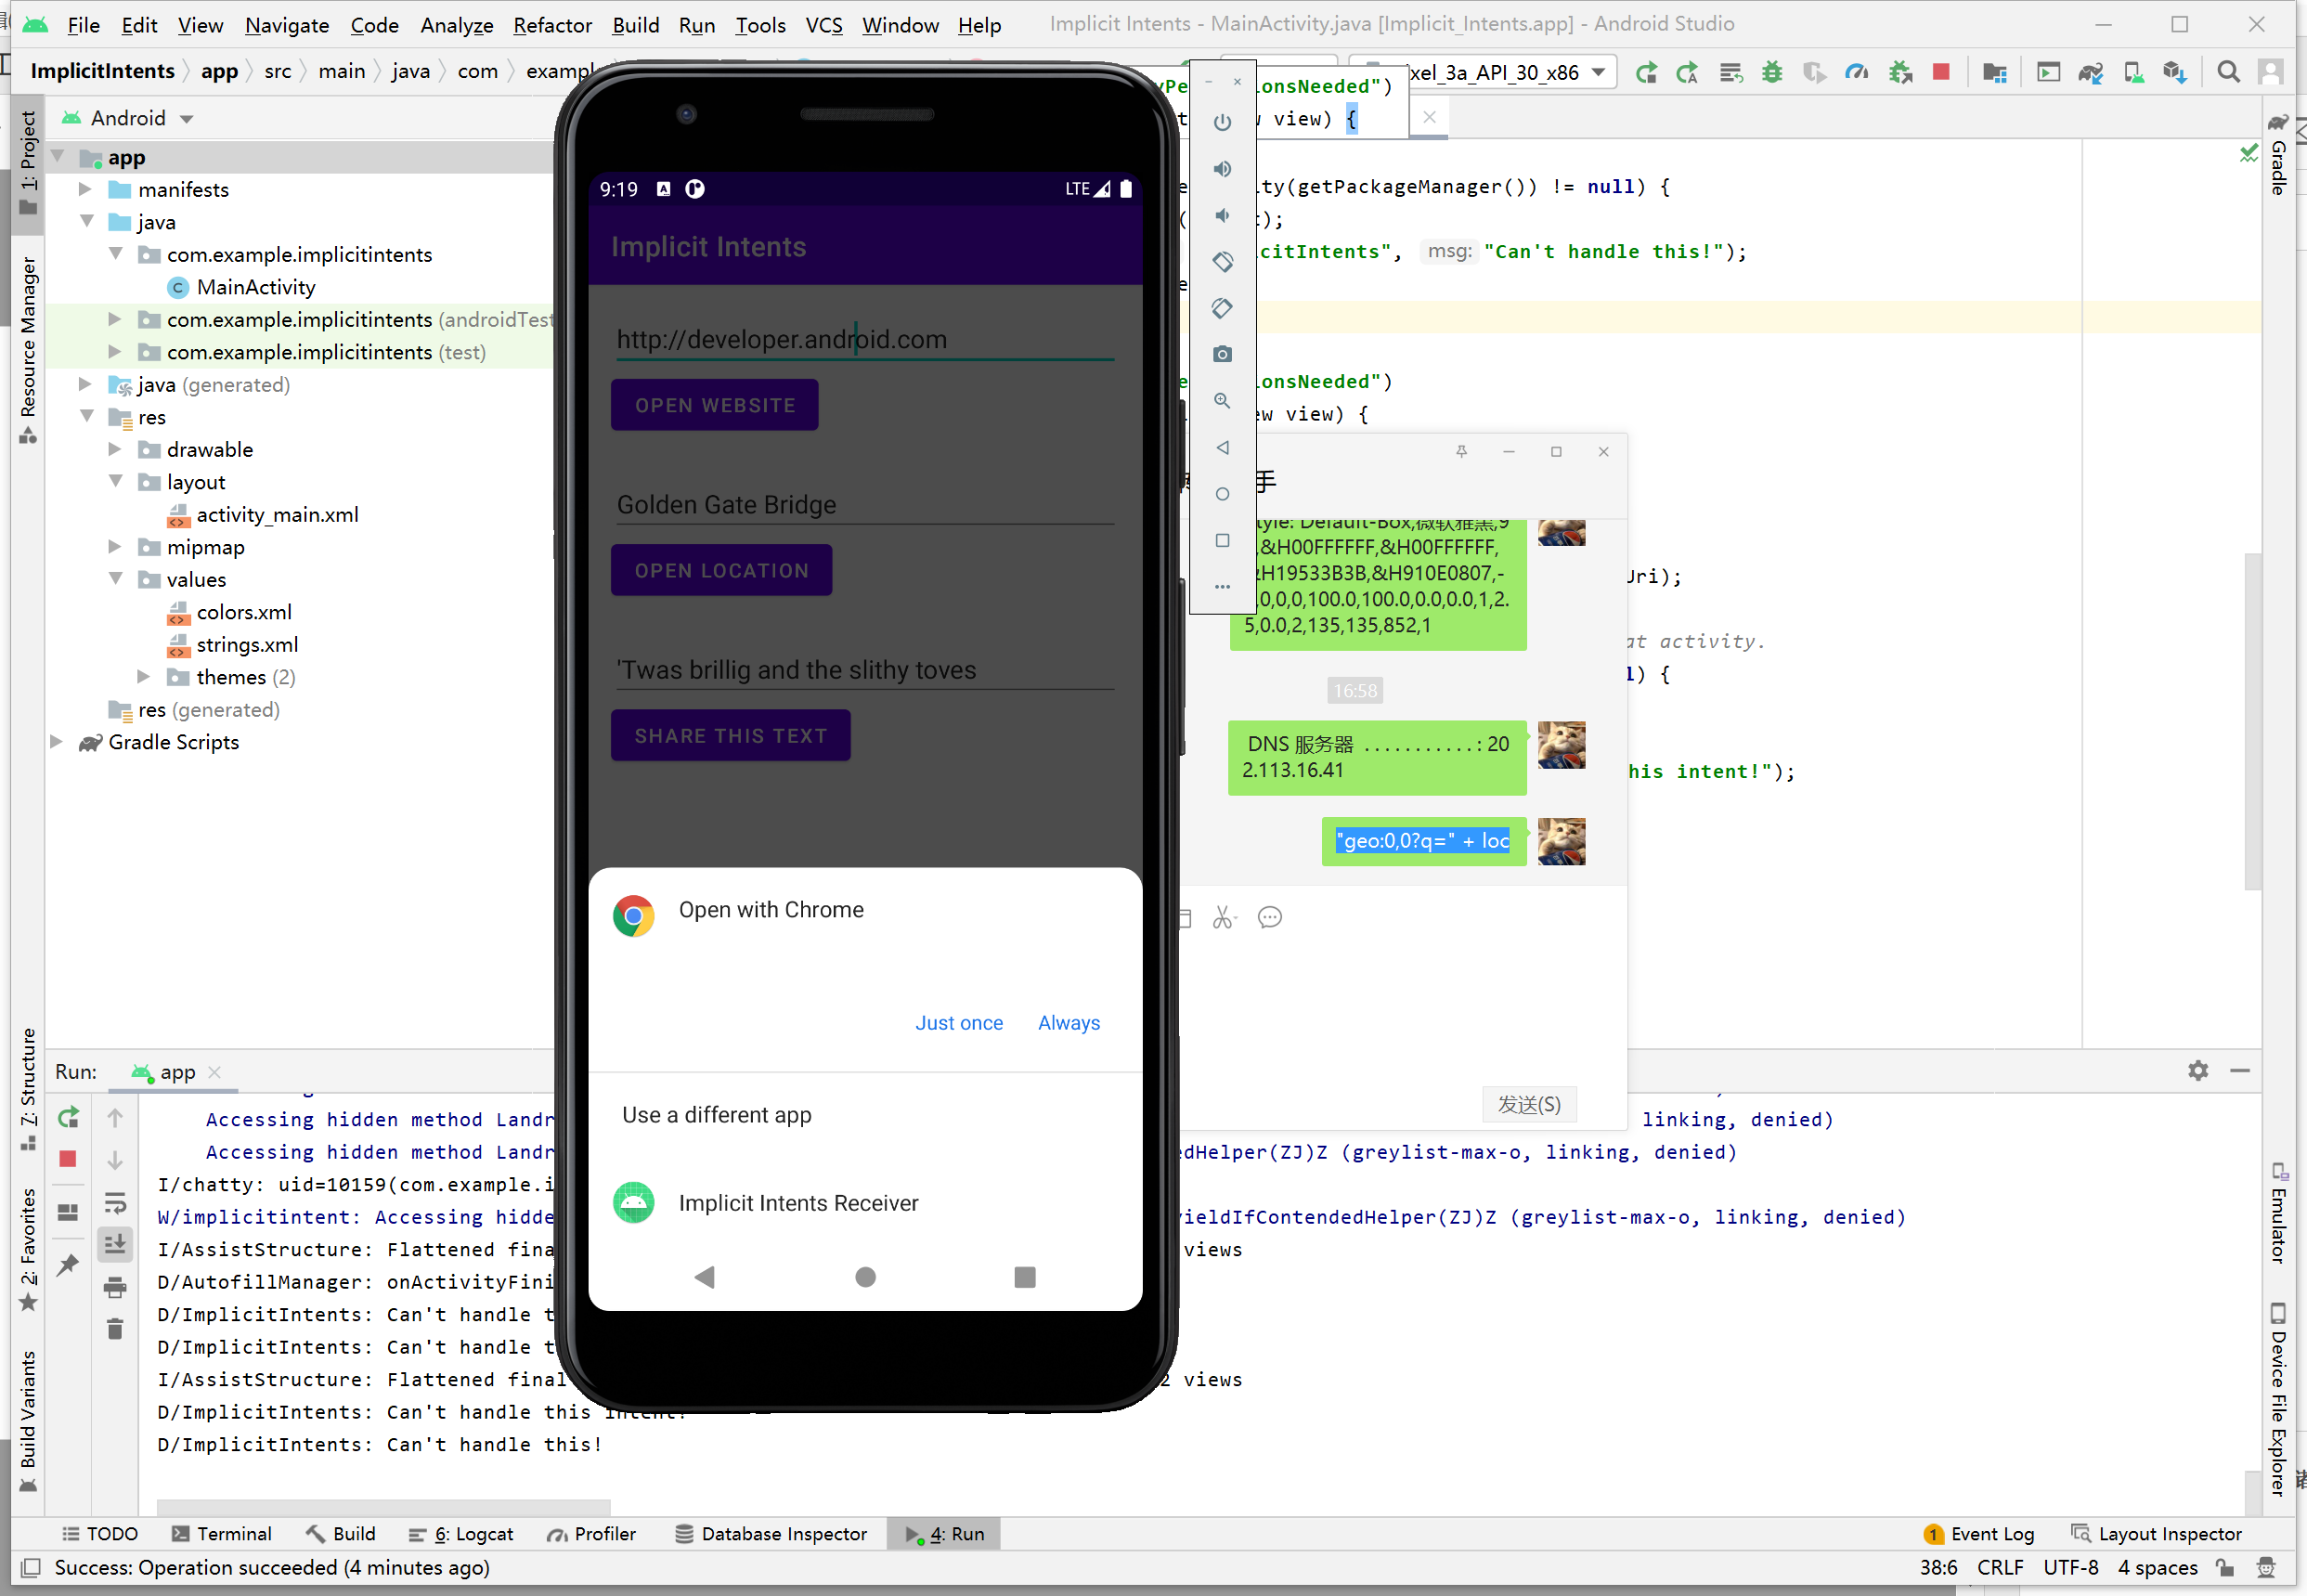 File Edit View Navigate Code Analyze Refactor Build Run Tools VCS Window Help Implicit Intents - MainActivity.java [Implicit_Intents.app] - Android Studio
ImplicitIntents app src main java com example
xel_3a_API_30_x86
Android
app
manifests
java
com.example.implicitintents
MainActivity
com.example.implicitintents (androidTest
com.example.implicitintents (test)
java (generated)
res
drawable
layout
activity_main.xml
mipmap
values
colors.xml
strings.xml
themes (2)
res (generated)
Gradle Scripts
1: Project
Resource Manager
Z: Structure
2: Favorites
Build Variants
9:19 LTE
Implicit Intents
http://developer.android.com
OPEN WEBSITE
Golden Gate Bridge
OPEN LOCATION
'Twas brillig and the slithy toves
SHARE THIS TEXT
Open with Chrome
Just once Always
Use a different app
Implicit Intents Receiver
onsNeeded")
view) {
ty(getPackageManager()) != null) {
);
citIntents", msg: "Can't handle this!");
onsNeeded")
ew view) {
Uri);
at activity.
l) {
his intent!");
手
tyle: Default-Box,微软雅黑,9
,&H00FFFFFF,&H00FFFFFF,
&H19533B3B,&H910E0807,-
,0,0,0,100.0,100.0,0.0,0.0,1,2.
5,0.0,2,135,135,852,1
16:58
DNS 服务器 . . . . . . . . . . . : 20
2.113.16.41
"geo:0,0?q=" + loc
发送(S)
Gradle
Emulator
Device File Explorer
Run: app
Accessing hidden method Landr linking, denied)
Accessing hidden method Landr dHelper(ZJ)Z (greylist-max-o, linking, denied)
I/chatty: uid=10159(com.example.i
W/implicitintent: Accessing hidde yieldIfContendedHelper(ZJ)Z (greylist-max-o, linking, denied)
I/AssistStructure: Flattened final views
D/AutofillManager: onActivityFini
D/ImplicitIntents: Can't handle t
D/ImplicitIntents: Can't handle t
I/AssistStructure: Flattened final 2 views
D/ImplicitIntents: Can't handle this intent!
D/ImplicitIntents: Can't handle this!
TODO Terminal Build 6: Logcat Profiler Database Inspector 4: Run 1 Event Log Layout Inspector
Success: Operation succeeded (4 minutes ago) 38:6 CRLF UTF-8 4 spaces